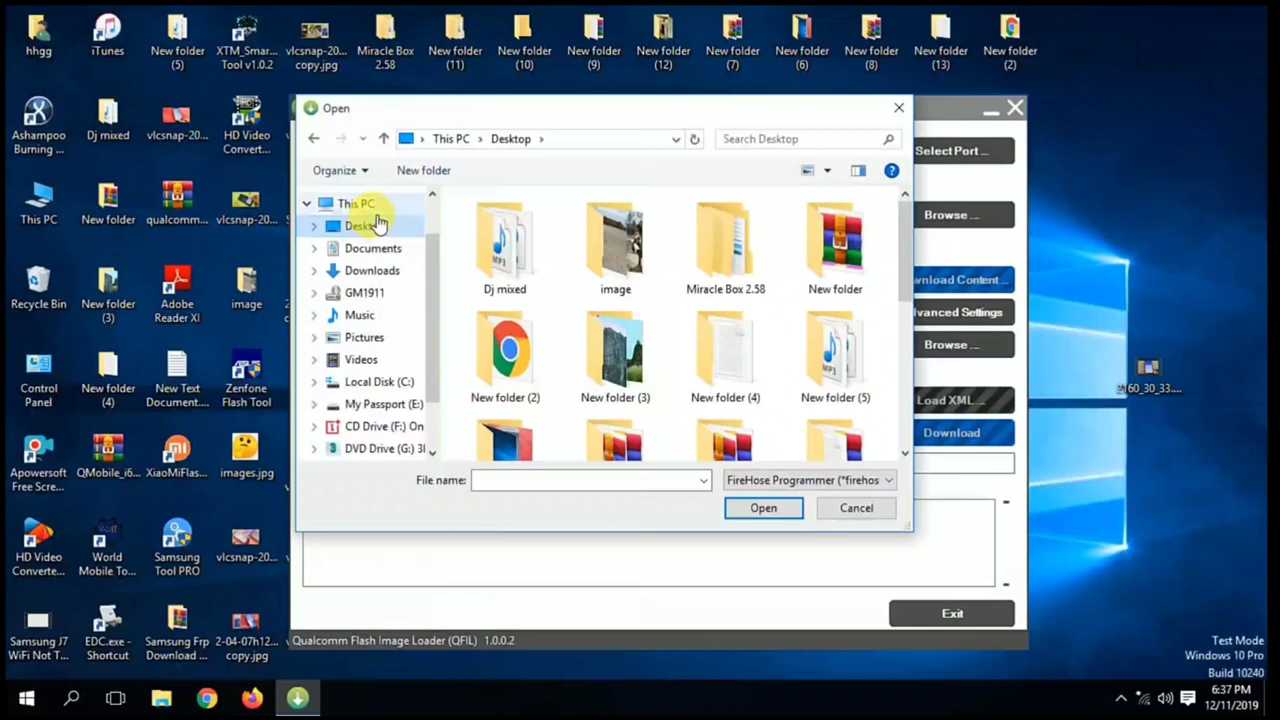 hhgg
iTunes
New folder
(5)
XTM_Smar...
Tool v1.0.2
vlcsnap-20...
copy.jpg
Miracle Box
2.58
New folder
(11)
New folder
(10)
New folder
(9)
New folder
(12)
New folder
(7)
New folder
(6)
New folder
(8)
New folder
(13)
New folder
(2)
Ashampoo
Burning ...
Dj mixed
vlcsnap-20...
HD Video
Convert...
This PC
New folder
qualcomm...
Recycle Bin
New folder
(3)
Adobe
Reader XI
image
Control
Panel
New folder
(4)
New Text
Document....
Zenfone
Flash Tool
Apowersoft
Free Scree...
QMobile_i6...
XiaoMiFlas...
images.jpg
HD Video
Converte...
World
Mobile To...
Samsung
Tool PRO
vlcsnap-20...
Samsung J7
WiFi Not T...
EDC.exe -
Shortcut
Samsung Frp
Download ...
2-04-07h12...
copy.jpg
Open
This PC
Desktop
Search Desktop
Organize
New folder
This PC
Documents
Downloads
GM1911
Music
Pictures
Videos
Local Disk (C:)
My Passport (E:)
CD Drive (F:) On
DVD Drive (G:)
Dj mixed
image
Miracle Box 2.58
New folder
New folder (2)
New folder (3)
New folder (4)
New folder (5)
File name:
FireHose Programmer (*firehos
Open
Cancel
Select Port ...
Browse ...
wnload Content ...
vanced Settings
Browse ...
Load XML ...
Download
Exit
Qualcomm Flash Image Loader (QFIL) 1.0.0.2
Test Mode
Windows 10 Pro
Build 10240
6:37 PM
12/11/2019